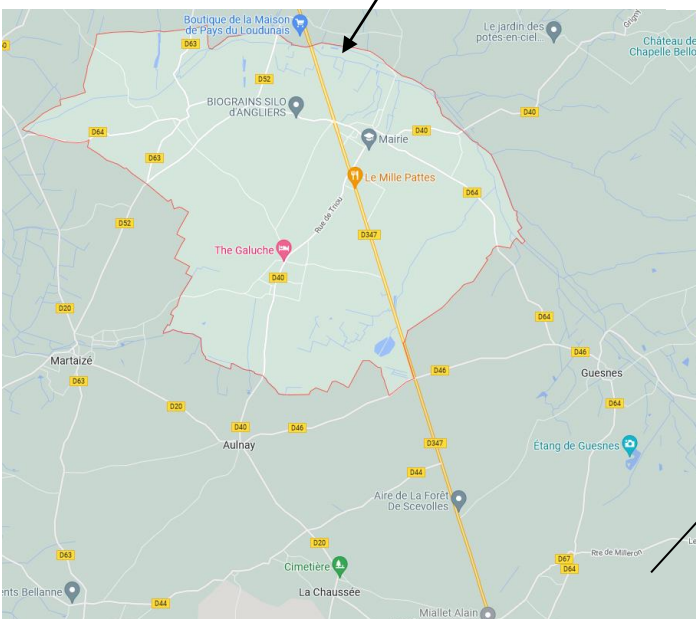 Boutique de la Maison
de Pays du Loudunais
Le jardin des
potes-en-ciel...
Château de
Chapelle Bello
D63
D52
BIOGRAINS SILO
d'ANGLIERS
D40
D64
Mairie
D40
D63
Le Mille Pattes
D64
Rue de Triou
D52
D347
The Galuche
D40
D20
D64
Martaizé
D46
D46
Guesnes
D63
D20
D64
D40
D46
Aulnay
D347
Étang de Guesnes
D44
Aire de La Forêt
De Scevolles
D20
D63
D67
Rte de Milleron
Le
D64
Cimetière
ents Bellanne
La Chaussée
D44
Miallet Alain